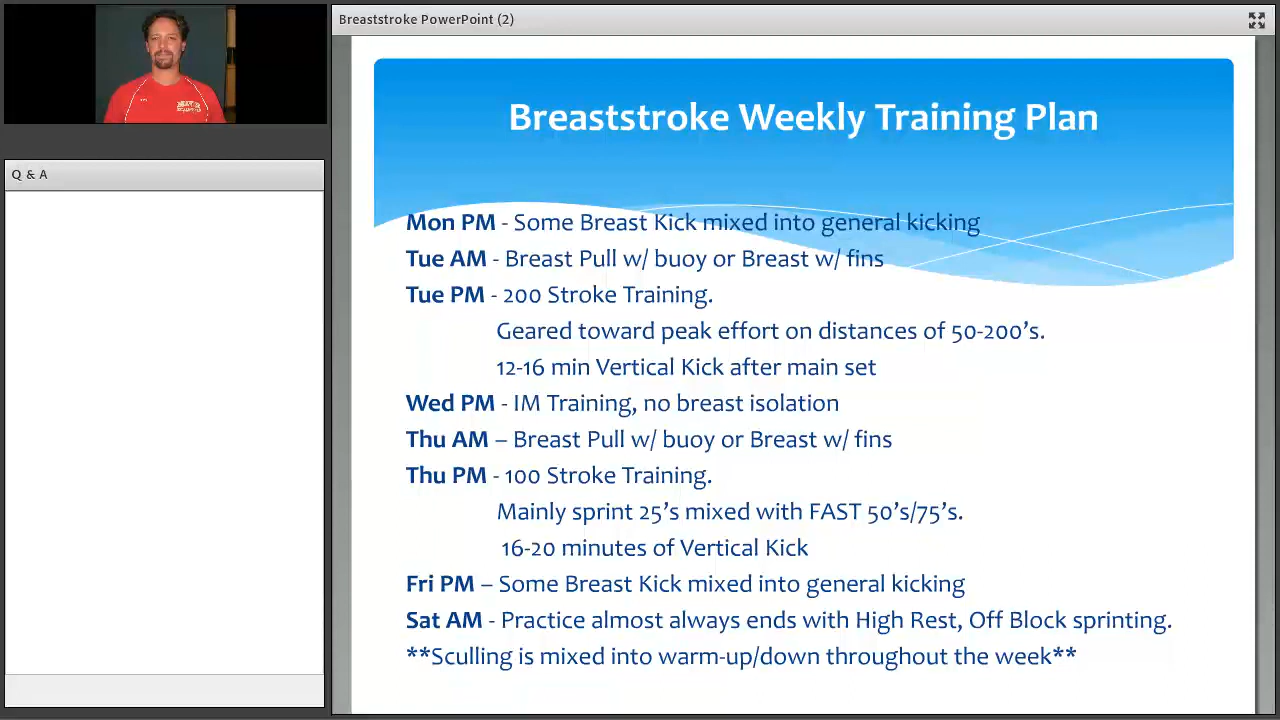 Breaststroke PowerPoint (2)
Q & A
Breaststroke Weekly Training Plan
Mon PM - Some Breast Kick mixed into general kicking
Tue AM - Breast Pull w/ buoy or Breast w/ fins
Tue PM - 200 Stroke Training.
Geared toward peak effort on distances of 50-200’s.
12-16 min Vertical Kick after main set
Wed PM - IM Training, no breast isolation
Thu AM – Breast Pull w/ buoy or Breast w/ fins
Thu PM - 100 Stroke Training.
Mainly sprint 25’s mixed with FAST 50’s/75’s.
16-20 minutes of Vertical Kick
Fri PM – Some Breast Kick mixed into general kicking
Sat AM - Practice almost always ends with High Rest, Off Block sprinting.
**Sculling is mixed into warm-up/down throughout the week**